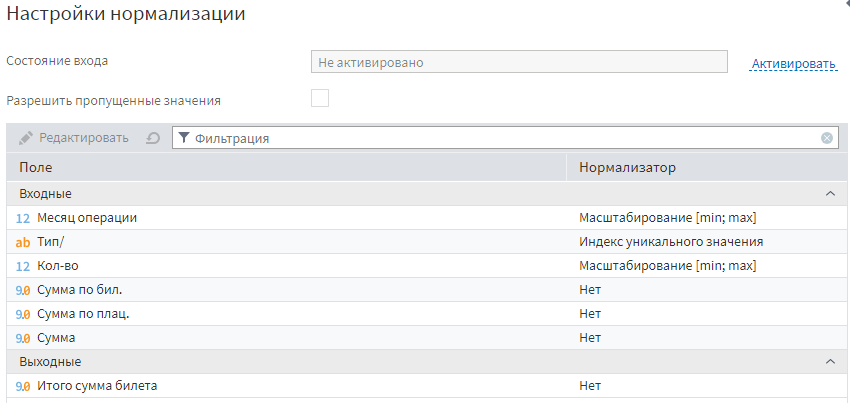 Настройки нормализации
Состояние входа Не активировано Активировать
Разрешить пропущенные значения
Редактировать Фильтрация
Поле Нормализатор
Входные
12 Месяц операции Масштабирование [min; max]
ab Тип/ Индекс уникального значения
12 Кол-во Масштабирование [min; max]
9.0 Сумма по бил. Нет
9.0 Сумма по плац. Нет
9.0 Сумма Нет
Выходные
9.0 Итого сумма билета Нет